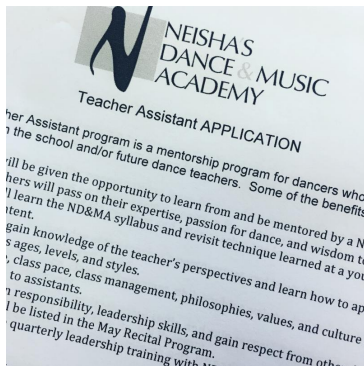 NEISHA'S
DANCE & MUSIC
ACADEMY
Teacher Assistant APPLICATION
her Assistant program is a mentorship program for dancers who
n the school and/or future dance teachers. Some of the benefits
will be given the opportunity to learn from and be mentored by a N
hers will pass on their expertise, passion for dance, and wisdom to
ll learn the ND&MA syllabus and revisit technique learned at a you
ntent.
gain knowledge of the teacher's perspectives and learn how to ap
s ages, levels, and styles.
, class pace, class management, philosophies, values, and culture
to assistants.
n responsibility, leadership skills, and gain respect from other
l be listed in the May Recital Program.
quarterly leadership training with